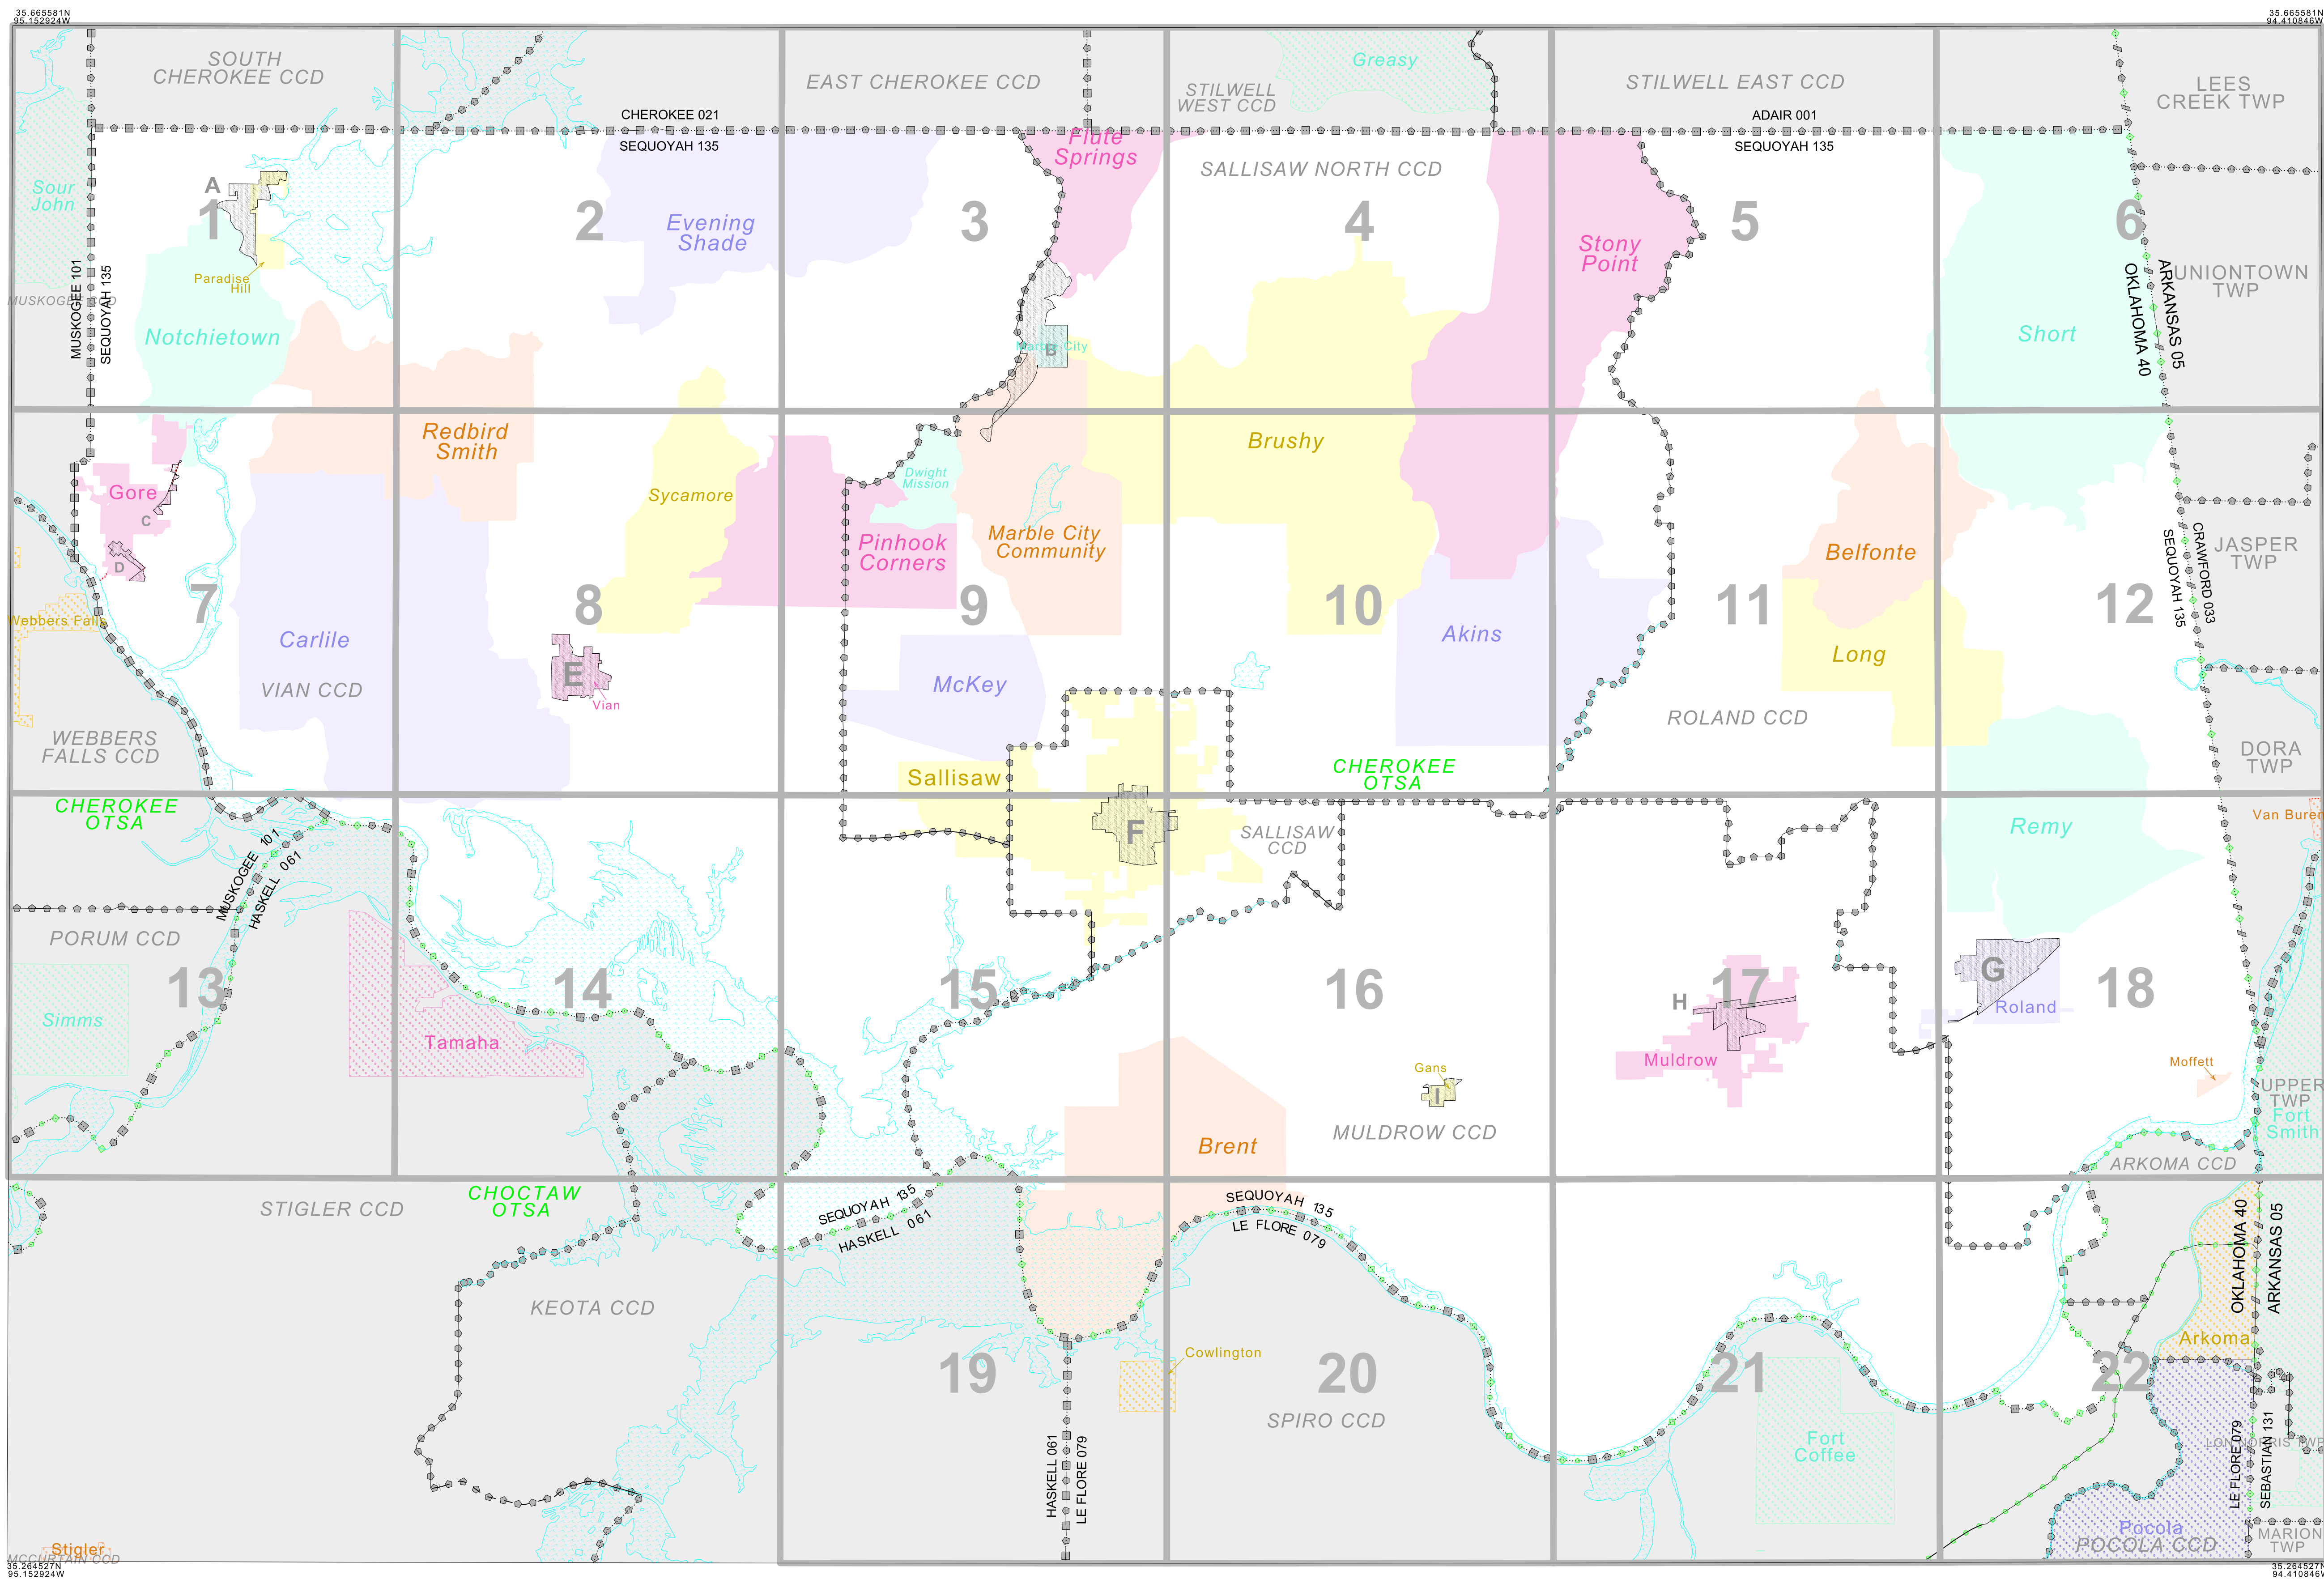 35.665581N
95.152924W
35.665581N
94.410846W
SOUTH
CHEROKEE CCD
EAST CHEROKEE CCD
STILWELL
WEST CCD
Greasy
STILWELL EAST CCD
LEES
CREEK TWP
CHEROKEE 021
SEQUOYAH 135
ADAIR 001
SEQUOYAH 135
Flute
Springs
SALLISAW NORTH CCD
Sour
John
A
1
2
Evening
Shade
3
4
Stony
Point
5
6
Paradise
Hill
MUSKOGEE CCD
MUSKOGEE 101
SEQUOYAH 135
Notchietown
Marble City
B
Short
OKLAHOMA 40
ARKANSAS 05
UNIONTOWN
TWP
Redbird
Smith
Brushy
Gore
C
D
Sycamore
Dwight
Mission
Pinhook
Corners
Marble City
Community
Belfonte
SEQUOYAH 135
CRAWFORD 033
JASPER
TWP
Webbers Falls
7
8
9
10
11
12
Carlile
VIAN CCD
E
Vian
McKey
Akins
Long
ROLAND CCD
WEBBERS
FALLS CCD
DORA
TWP
Sallisaw
CHEROKEE
OTSA
CHEROKEE
OTSA
F
SALLISAW
CCD
Remy
Van Buren
MUSKOGEE 101
HASKELL 061
PORUM CCD
13
14
15
16
17
18
Simms
Tamaha
H
G
Roland
Muldrow
Gans
I
Moffett
MULDROW CCD
Brent
UPPER
TWP
Fort
Smith
ARKOMA CCD
STIGLER CCD
CHOCTAW
OTSA
SEQUOYAH 135
HASKELL 061
SEQUOYAH 135
LE FLORE 079
OKLAHOMA 40
ARKANSAS 05
KEOTA CCD
Arkoma
Cowlington
19
20
21
22
SPIRO CCD
Fort
Coffee
HASKELL 061
LE FLORE 079
LE FLORE 079
SEBASTIAN 131
Pocola
POCOLA CCD
MARION
TWP
Stigler
MCCURTAIN CCD
35.264527N
95.152924W
35.264527N
94.410846W